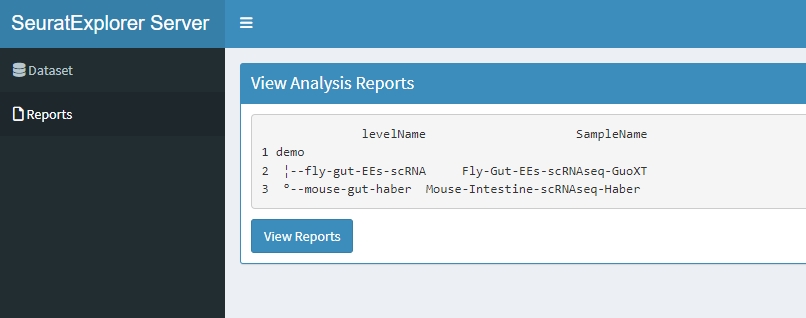 SeuratExplorer Server
Dataset
Reports
View Analysis Reports
levelName SampleName
1 demo
2 ¦--fly-gut-EEs-scRNA Fly-Gut-EEs-scRNAseq-GuoXT
3 °--mouse-gut-haber Mouse-Intestine-scRNAseq-Haber
View Reports